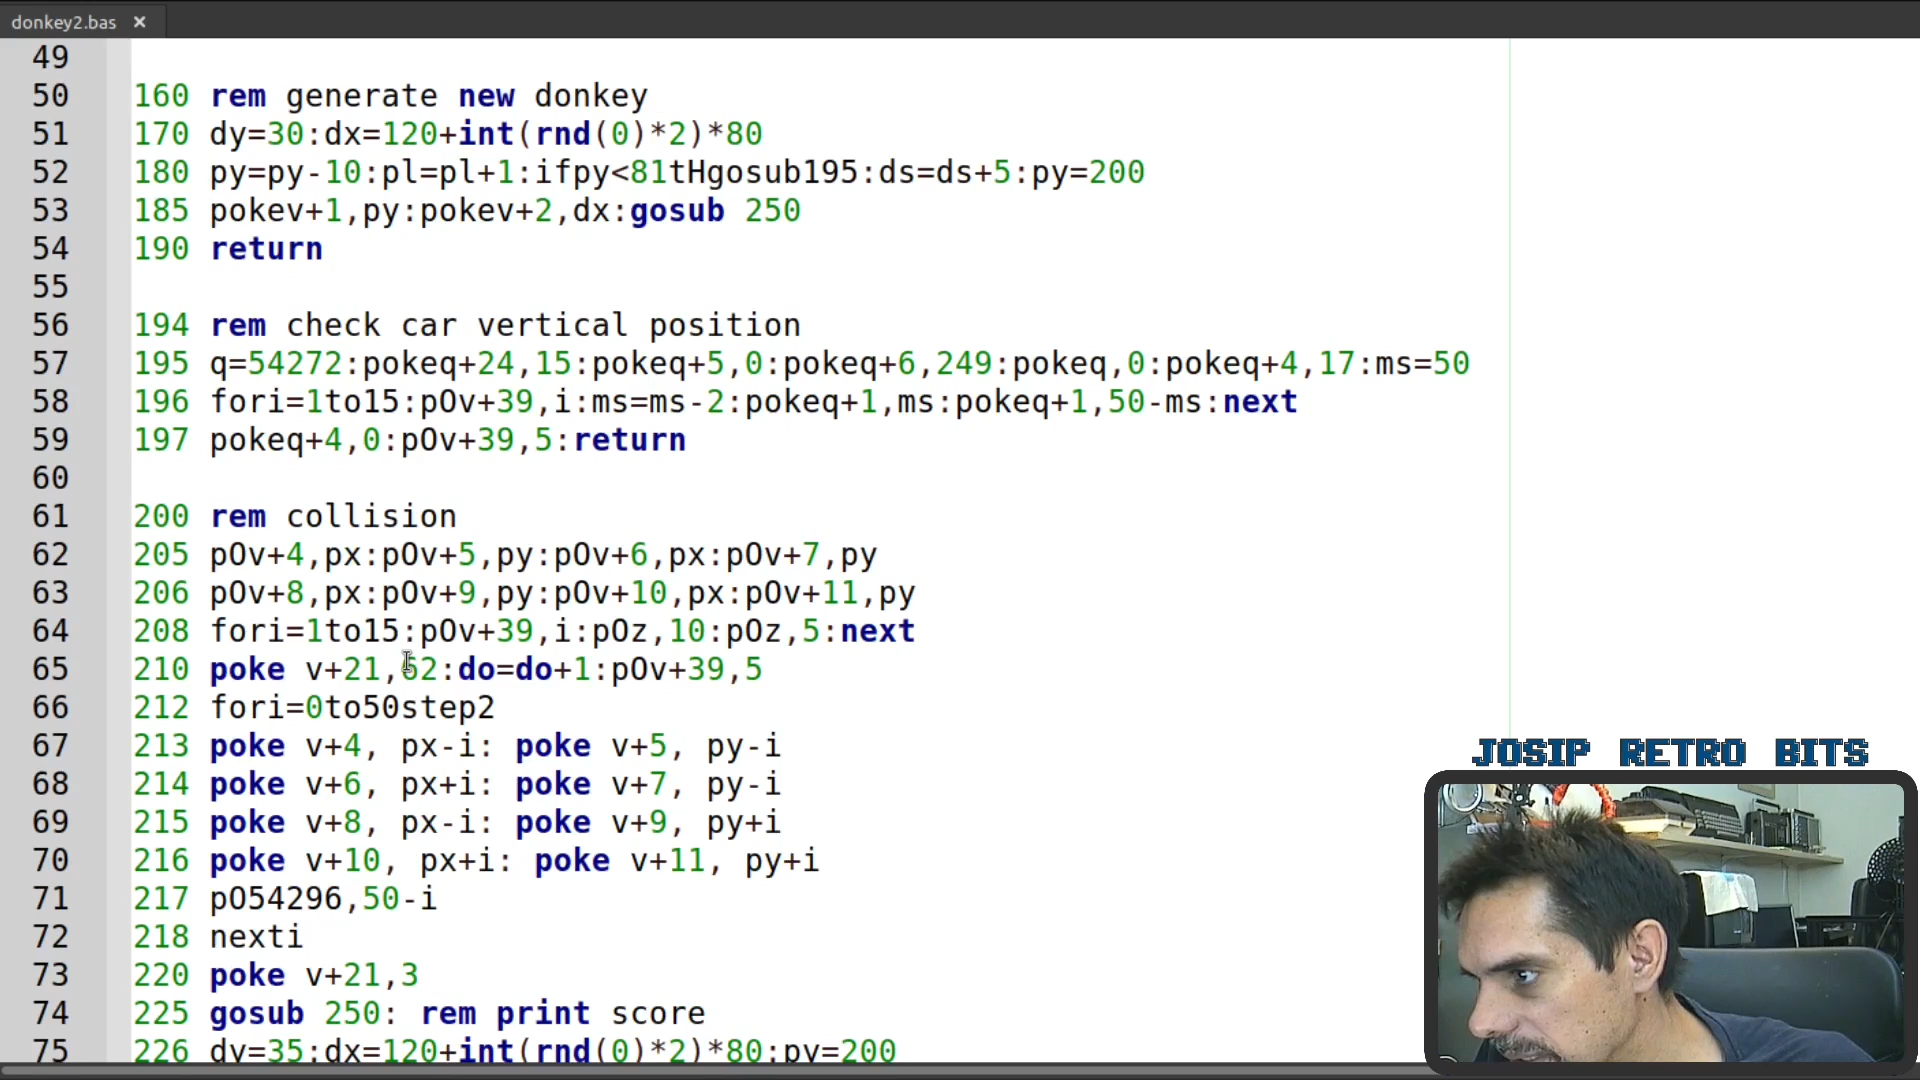 donkey2.bas ×
49
50 160 rem generate new donkey
51 170 dy=30:dx=120+int(rnd(0)*2)*80
52 180 py=py-10:pl=pl+1:ifpy<81tHgosub195:ds=ds+5:py=200
53 185 pokev+1,py:pokev+2,dx:gosub 250
54 190 return
55
56 194 rem check car vertical position
57 195 q=54272:pokeq+24,15:pokeq+5,0:pokeq+6,249:pokeq,0:pokeq+4,17:ms=50
58 196 fori=1to15:pOv+39,i:ms=ms-2:pokeq+1,ms:pokeq+1,50-ms:next
59 197 pokeq+4,0:pOv+39,5:return
60
61 200 rem collision
62 205 pOv+4,px:pOv+5,py:pOv+6,px:pOv+7,py
63 206 pOv+8,px:pOv+9,py:pOv+10,px:pOv+11,py
64 208 fori=1to15:pOv+39,i:pOz,10:pOz,5:next
65 210 poke v+21,62:do=do+1:pOv+39,5
66 212 fori=0to50step2
67 213 poke v+4, px-i: poke v+5, py-i
68 214 poke v+6, px+i: poke v+7, py-i
69 215 poke v+8, px-i: poke v+9, py+i
70 216 poke v+10, px+i: poke v+11, py+i
71 217 pO54296,50-i
72 218 nexti
73 220 poke v+21,3
74 225 gosub 250: rem print score
75 226 dy=35:dx=120+int(rnd(0)*2)*80:py=200
JOSIP RETRO BITS